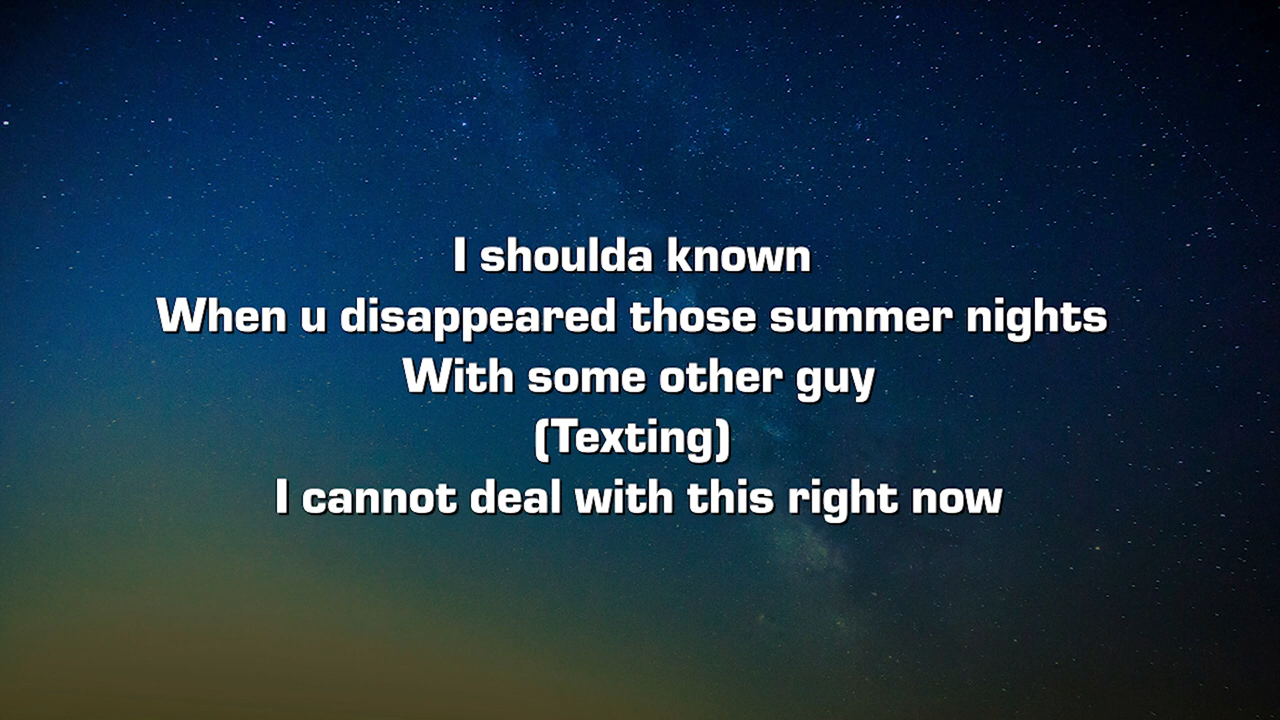 I shoulda known
When u disappeared those summer nights
With some other guy
(Texting)
I cannot deal with this right now